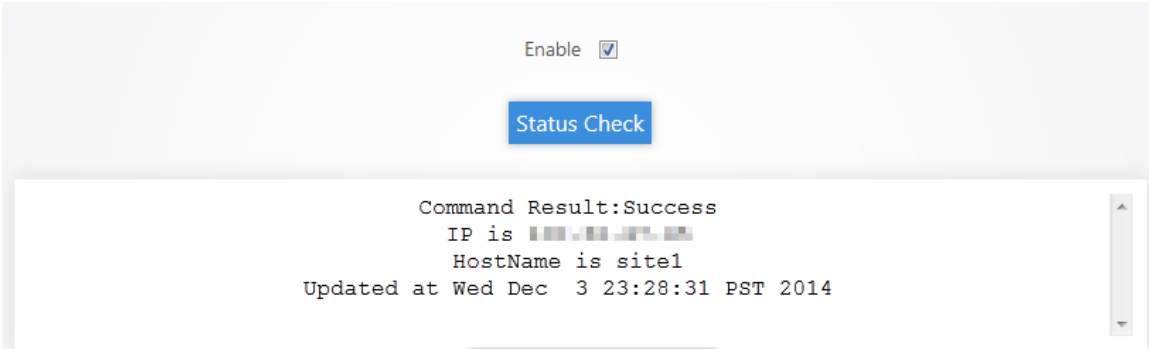 Enable
Status Check
Command Result:Success
IP is
HostName is site1
Updated at Wed Dec  3 23:28:31 PST 2014